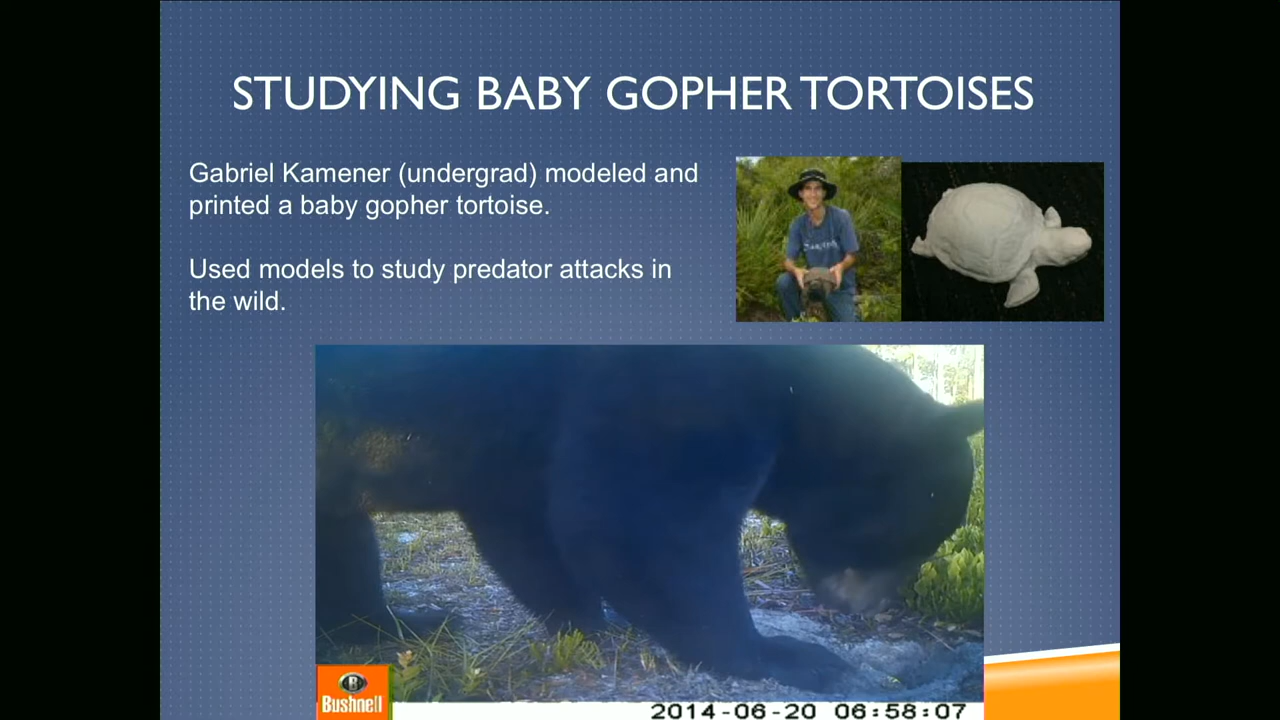 STUDYING BABY GOPHER TORTOISES
Gabriel Kamener (undergrad) modeled and
printed a baby gopher tortoise.
Used models to study predator attacks in
the wild.
B
Bushnell
2014-06-20 06:58:07